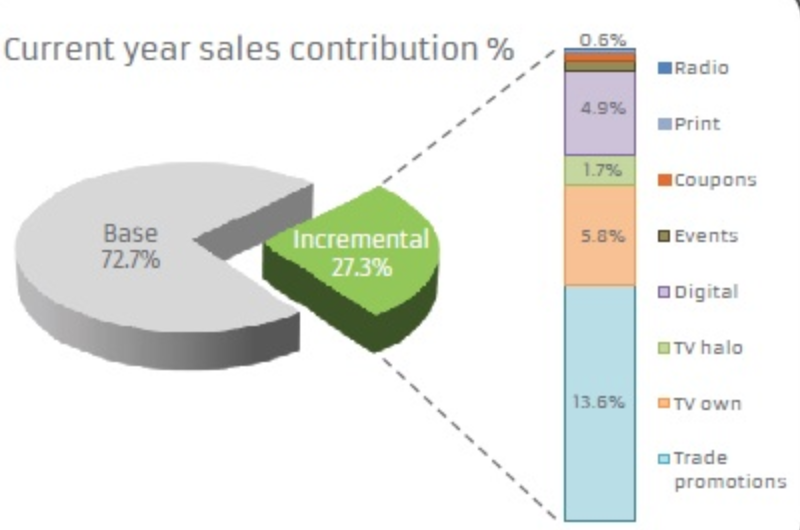 Current year sales contribution %
Base
72.7%
Incremental
27.3%
0.6%
4.9%
1.7%
5.8%
13.6%
Radio
Print
Coupons
Events
Digital
TV halo
TV own
Trade
promotions